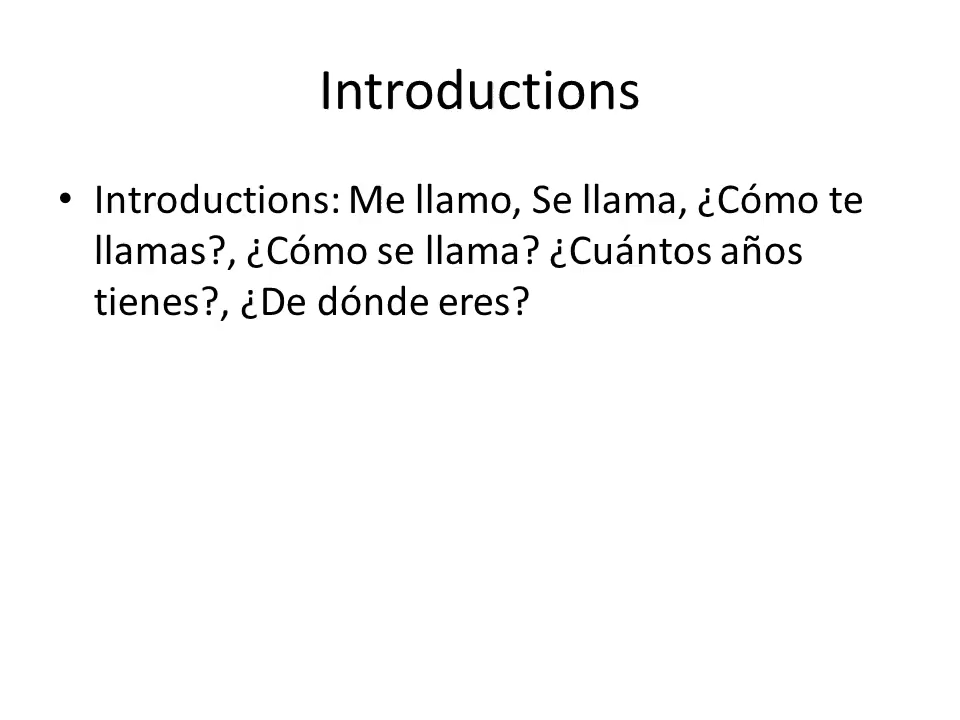 Introductions
• Introductions: Me llamo, Se llama, ¿Cómo te
llamas?, ¿Cómo se llama? ¿Cuántos años
tienes?, ¿De dónde eres?